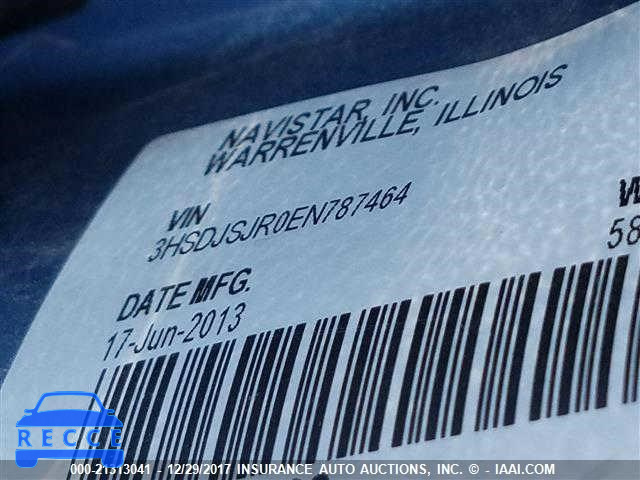 NAVISTAR, INC.
WARRENVILLE, ILLINOIS
VIN
3HSDJSJR0EN787464
W
58
DATE MFG.
17-Jun-2013
RECCE
000-21313041 - 12/29/2017 INSURANCE AUTO AUCTIONS, INC. © - IAAI.COM